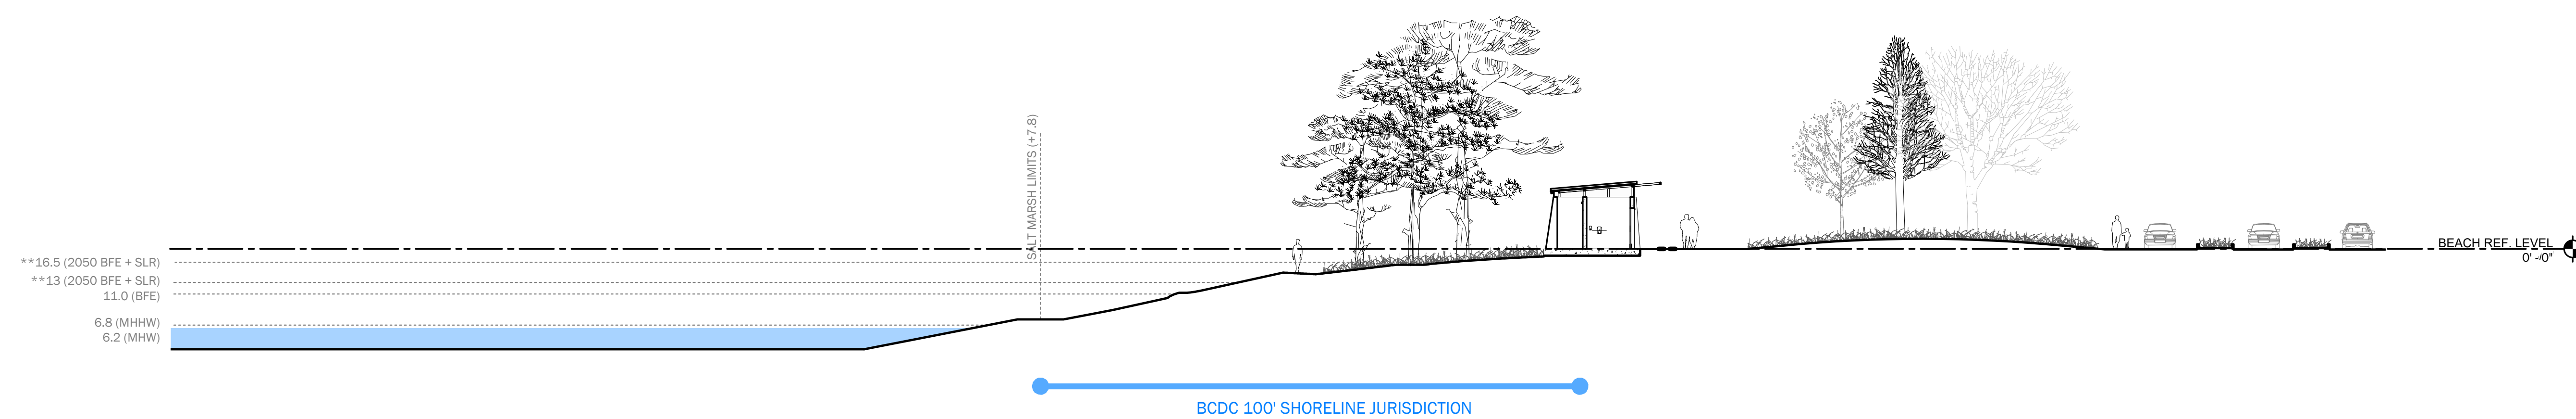 SALT MARSH LIMITS (+7.8)
BEACH REF. LEVEL
0' -0"
**16.5 (2050 BFE + SLR)
**13 (2050 BFE + SLR)
11.0 (BFE)
6.8 (MHHW)
6.2 (MHW)
BCDC 100' SHORELINE JURISDICTION